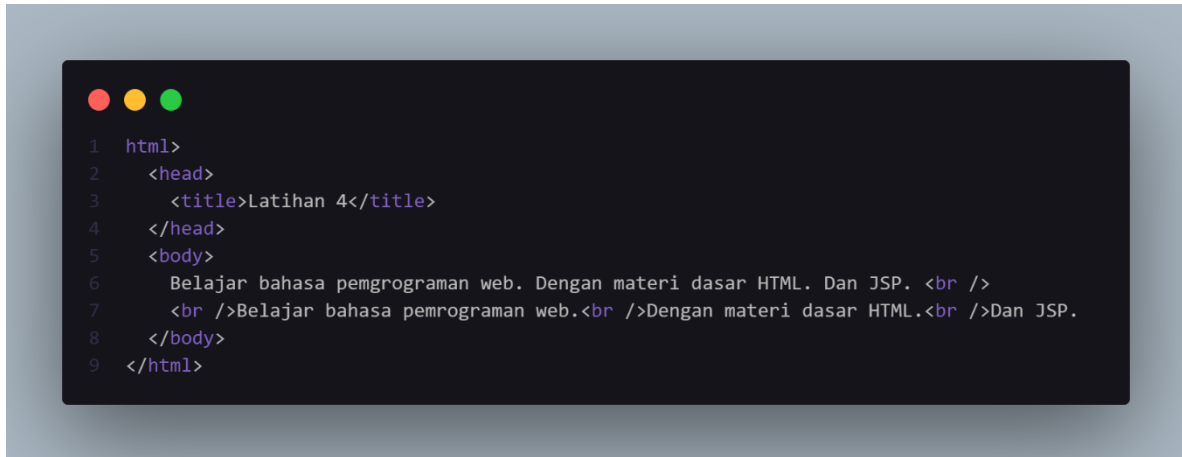 1 html>
2 <head>
3 <title>Latihan 4</title>
4 </head>
5 <body>
6 Belajar bahasa pemgrograman web. Dengan materi dasar HTML. Dan JSP. <br />
7 <br />Belajar bahasa pemrograman web.<br />Dengan materi dasar HTML.<br />Dan JSP.
8 </body>
9 </html>